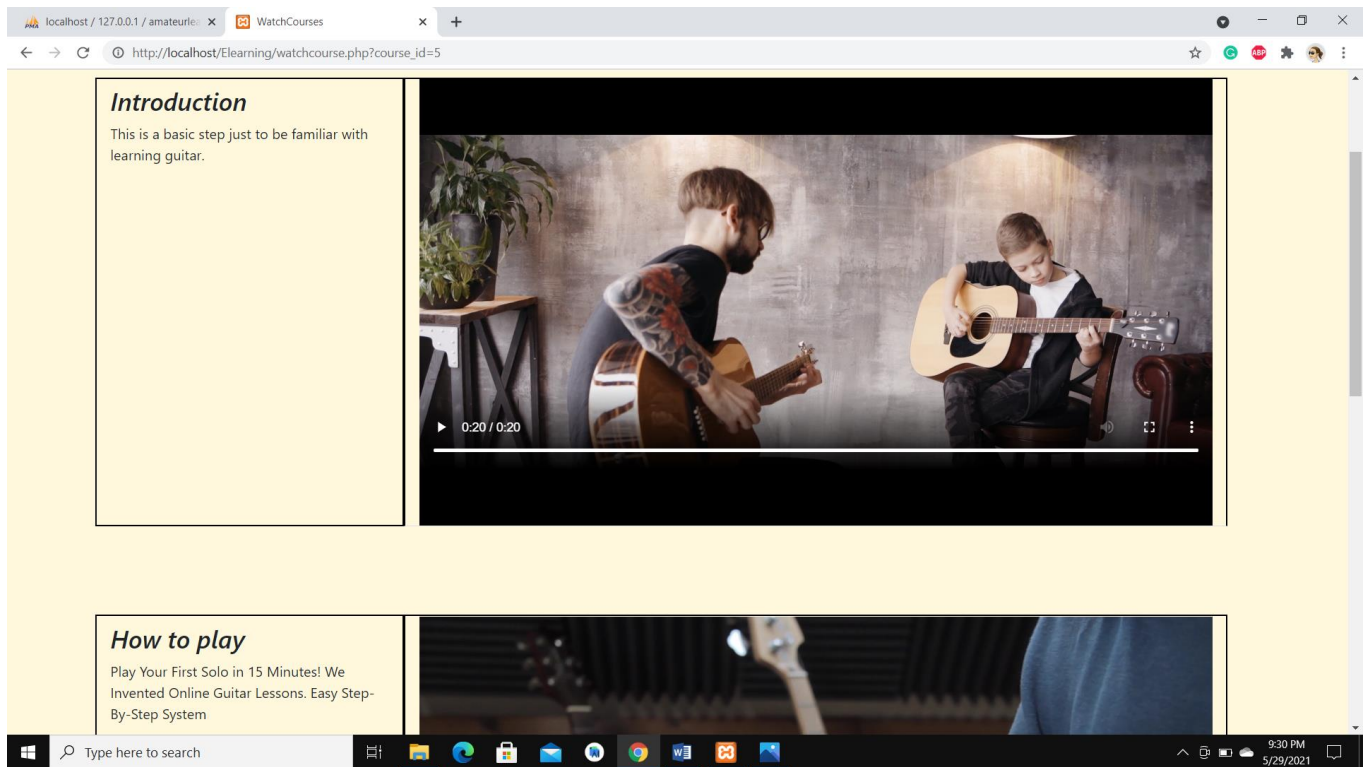 PMA
localhost / 127.0.0.1 / amateurlea
WatchCourses
http://localhost/Elearning/watchcourse.php?course_id=5
ABP
Introduction
This is a basic step just to be familiar with
learning guitar.
0:20 / 0:20
How to play
Play Your First Solo in 15 Minutes! We
Invented Online Guitar Lessons. Easy Step-
By-Step System
Type here to search
9:30 PM
5/29/2021